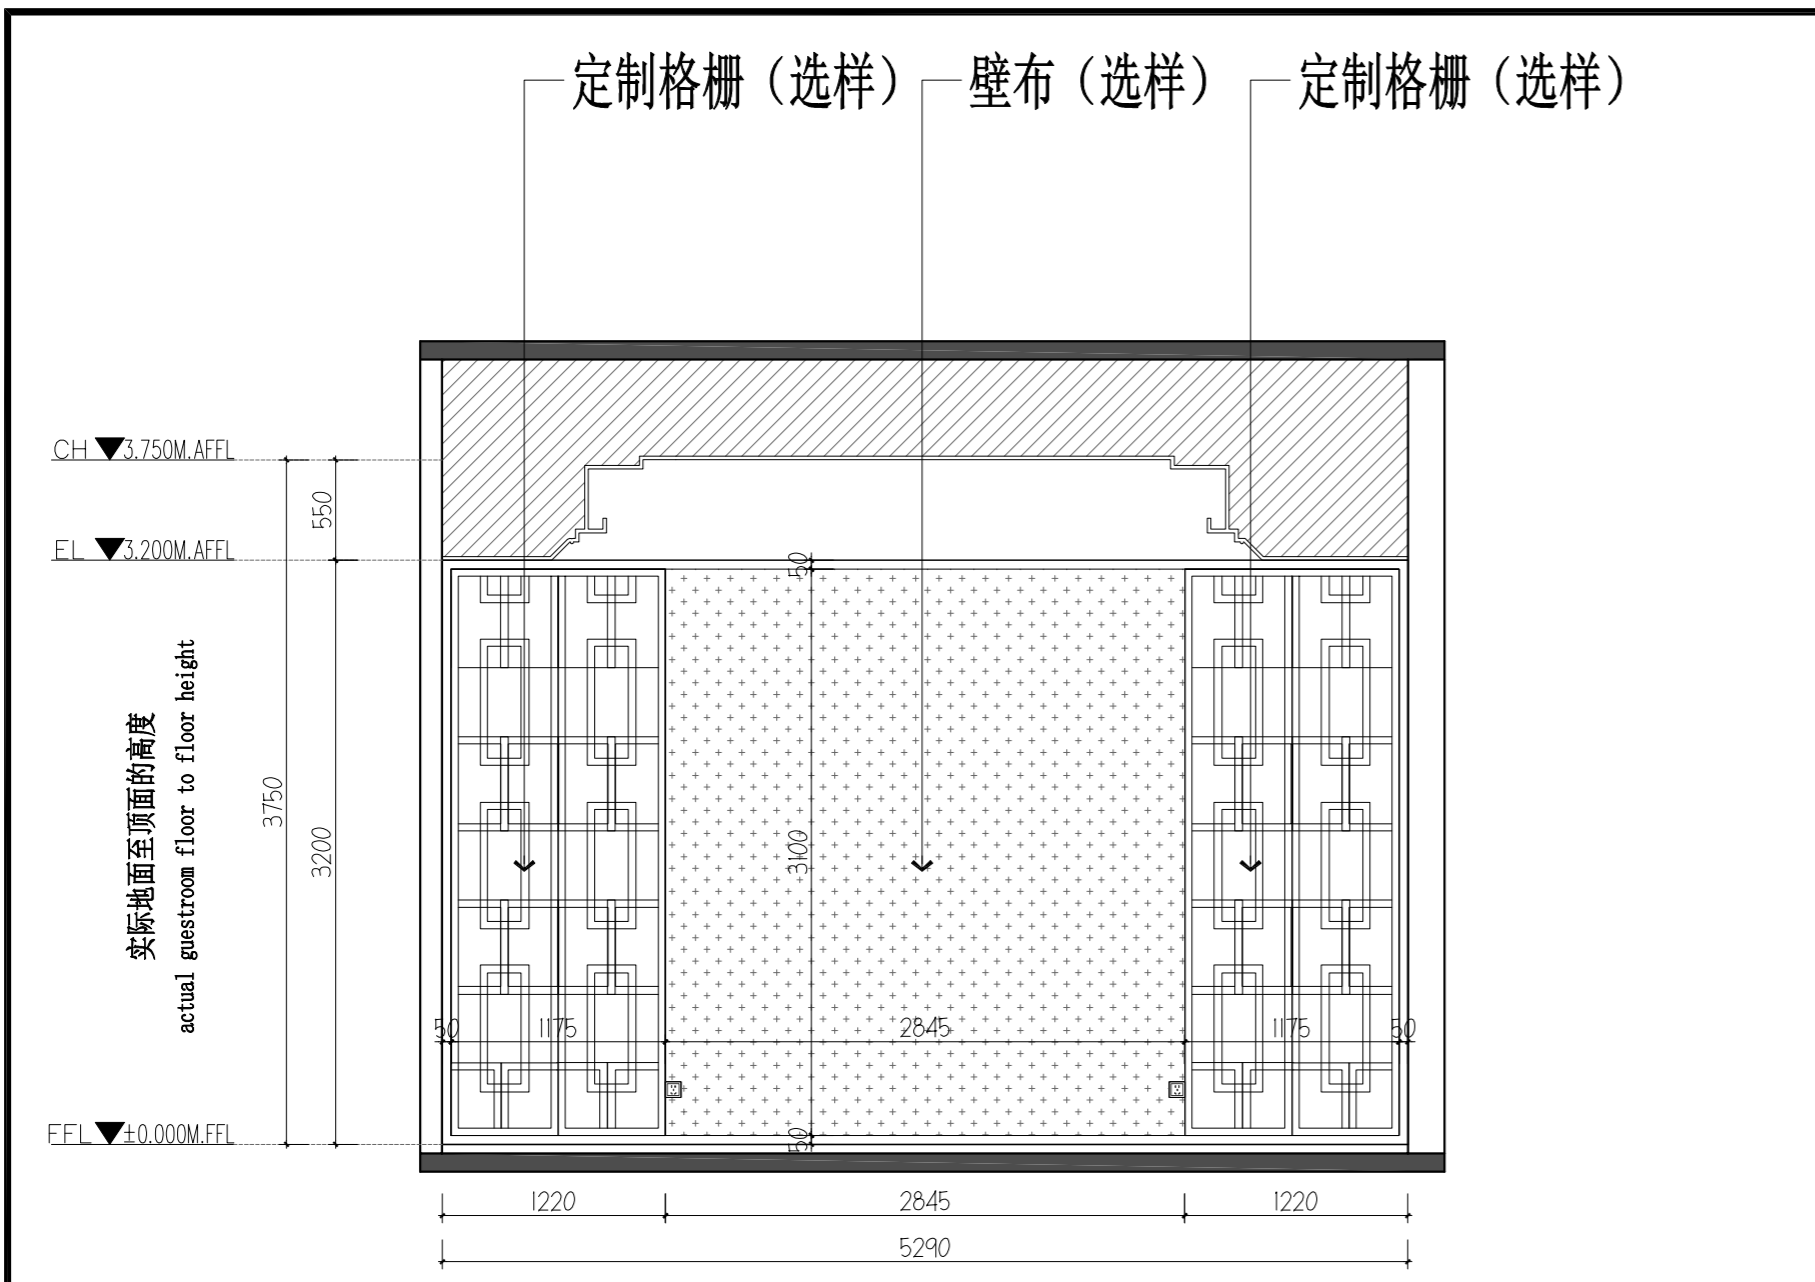 定制格栅（选样）
壁布（选样）
定制格栅（选样）
CH ▼3.750M.AFFL
550
EL ▼3.200M.AFFL
50
实际地面至顶面的高度
actual guestroom floor to floor height
3750
3200
3100
50
1175
2845
1175
50
FFL ▼±0.000M.FFL
50
1220
2845
1220
5290